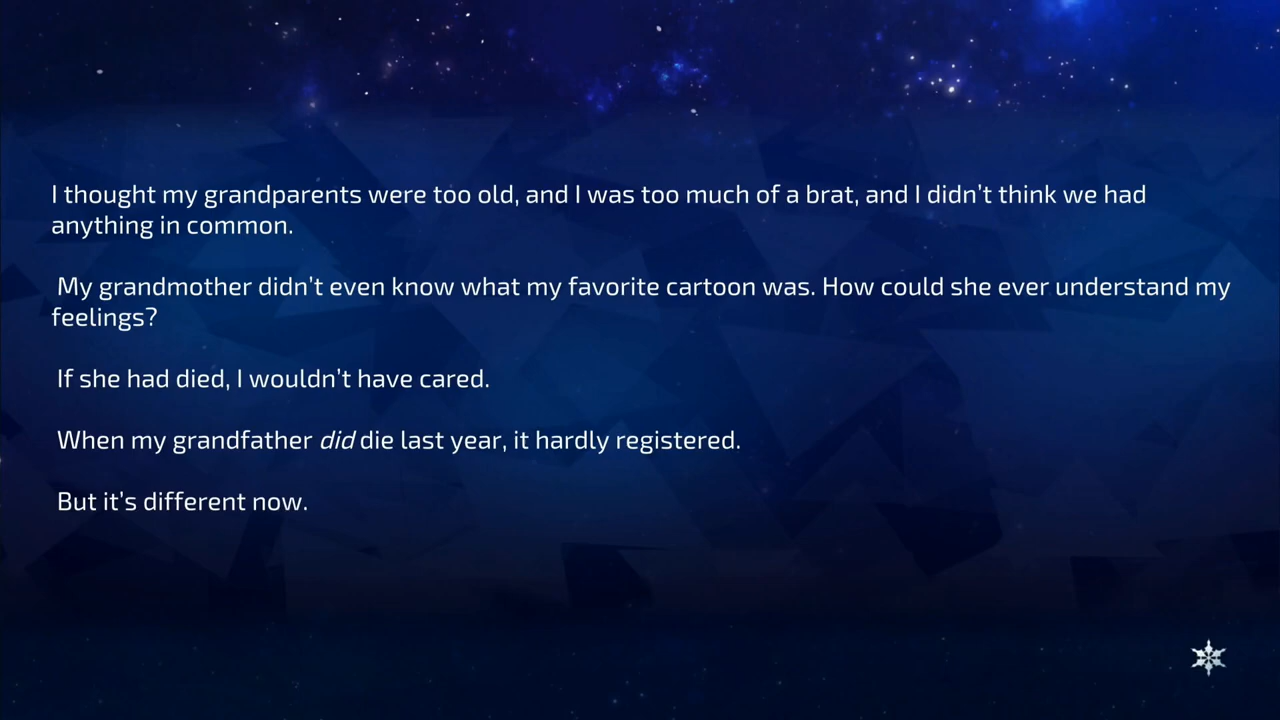 I thought my grandparents were too old, and I was too much of a brat, and I didn’t think we had
anything in common.
My grandmother didn’t even know what my favorite cartoon was. How could she ever understand my
feelings?
If she had died, I wouldn’t have cared.
When my grandfather did die last year, it hardly registered.
But it’s different now.